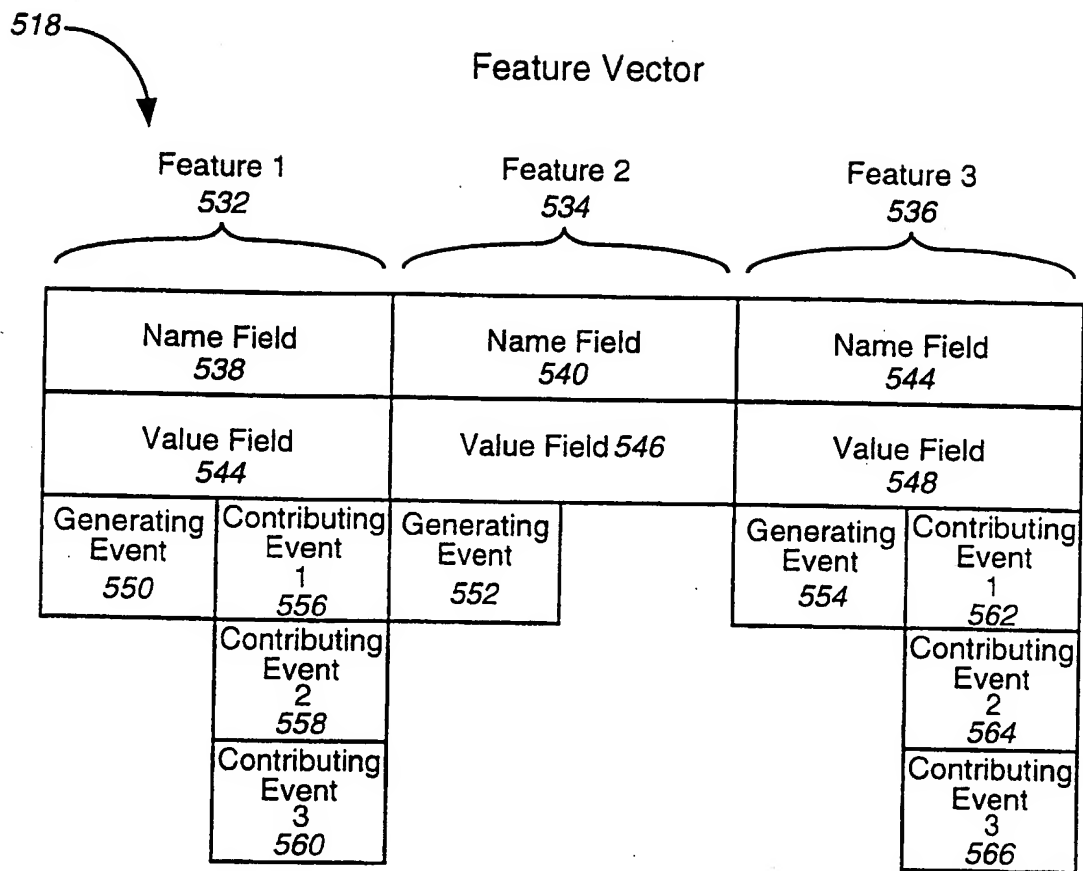 518
Feature Vector
Feature 1
532
Feature 2
534
Feature 3
536
Name Field
538
Name Field
540
Name Field
544
Value Field
544
Value Field 546
Value Field
548
Generating
Event
550
Contributing
Event
1
556
Generating
Event
552
Generating
Event
554
Contributing
Event
1
562
Contributing
Event
2
558
Contributing
Event
2
564
Contributing
Event
3
560
Contributing
Event
3
566